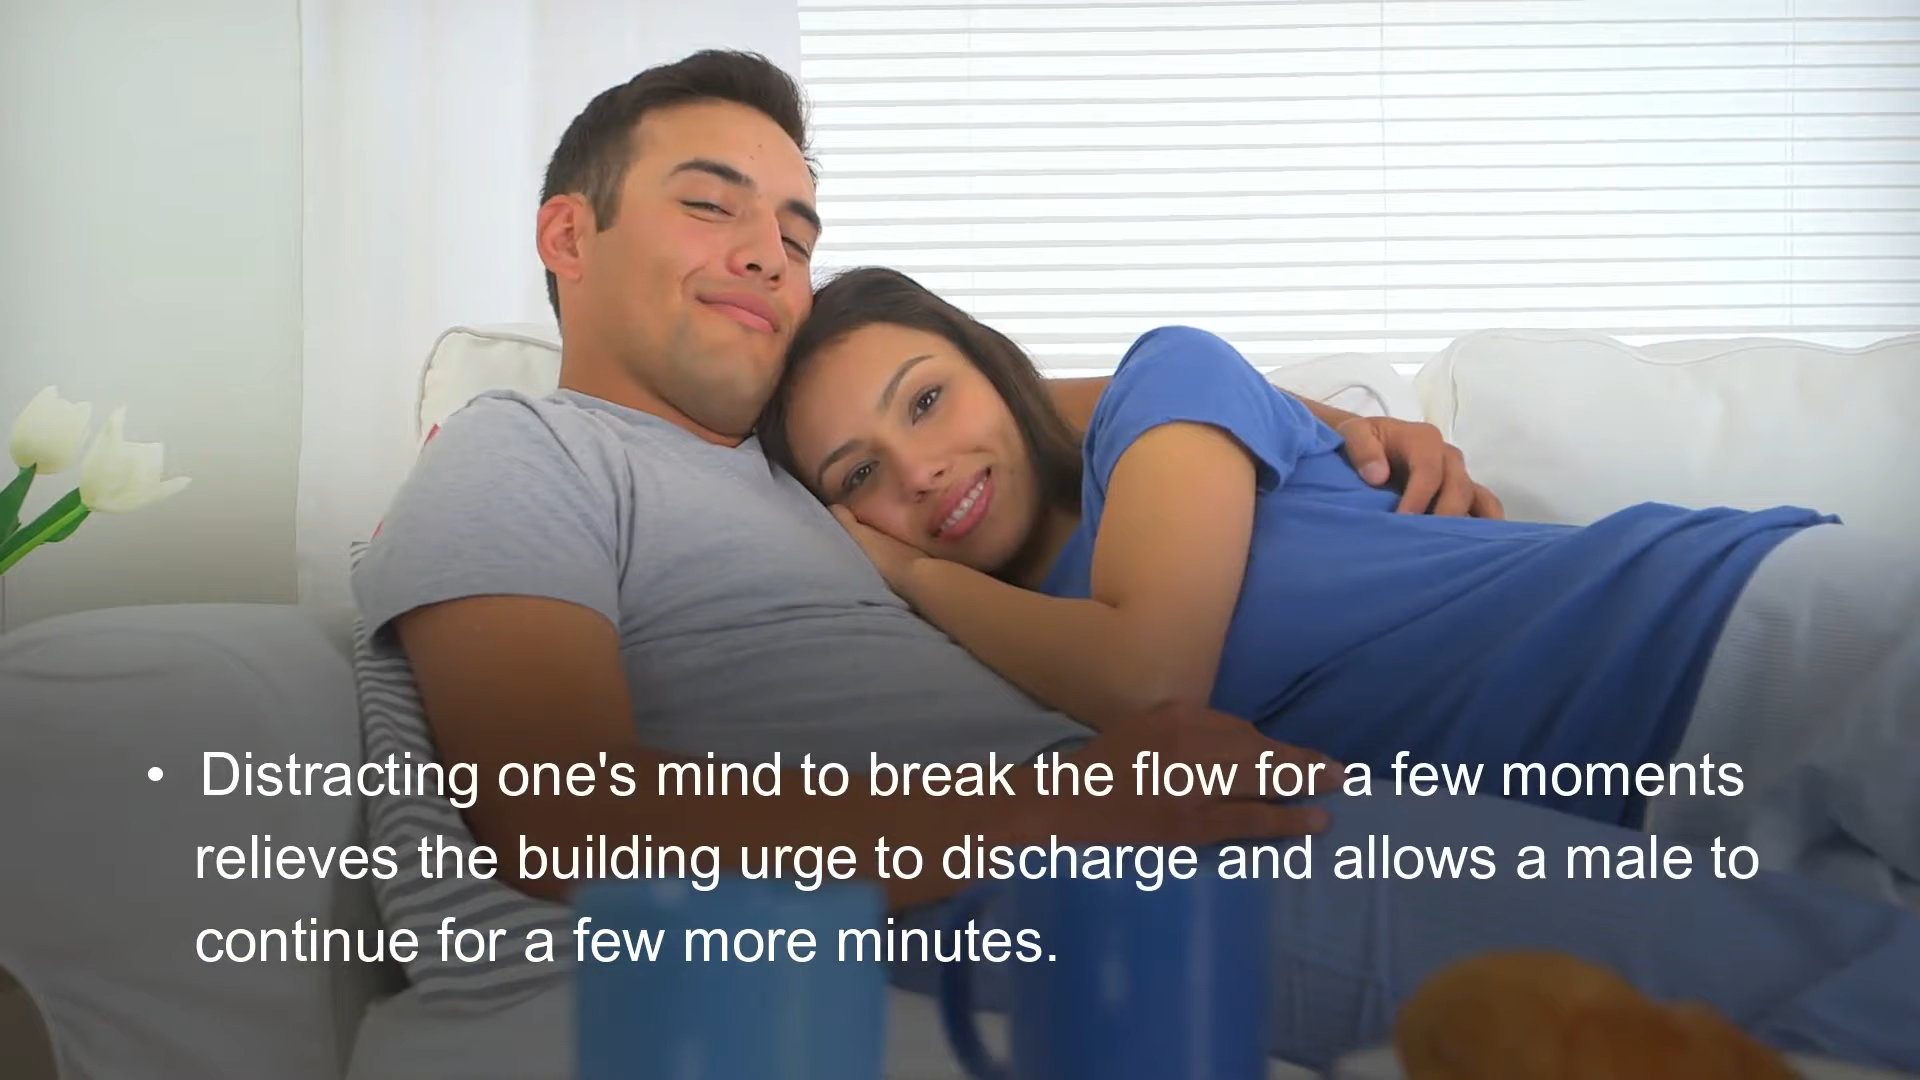 • Distracting one's mind to break the flow for a few moments
relieves the building urge to discharge and allows a male to
continue for a few more minutes.